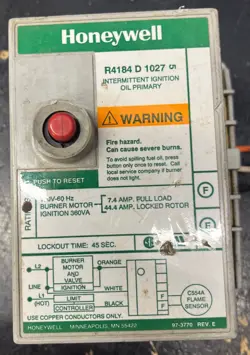 Honeywell
R4184 D 1027 5
INTERMITTENT IGNITION
OIL PRIMARY
WARNING
Fire hazard.
Can cause severe burns.
To avoid spilling fuel oil, press
button only once to reset. Call
local service company if burner
does not light.
PUSH TO RESET
0V-60 Hz
BURNER MOTOR - 7.4 AMP. FULL LOAD
IGNITION 360VA 44.4 AMP. LOCKED ROTOR
LOCKOUT TIME: 45 SEC.
BURNER
MOTOR
AND
VALVE
ORANGE
L2
LINE
IGNITION
WHITE
L1
(HOT)
LIMIT
CONTROLLER
BLACK
C554A
FLAME
SENSOR
F
F
USE COPPER CONDUCTORS ONLY.
HONEYWELL MINNEAPOLIS, MN 55422 97-3770 REV. E